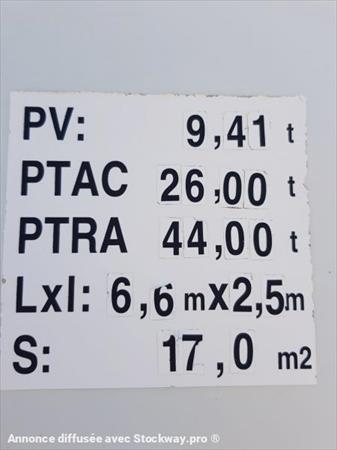 PV: 9,41 t
PTAC 26,00 t
PTRA 44,00 t
Lxl: 6,6 m x 2,5 m
S: 17,0 m2
Annonce diffusée avec Stockway.pro ®